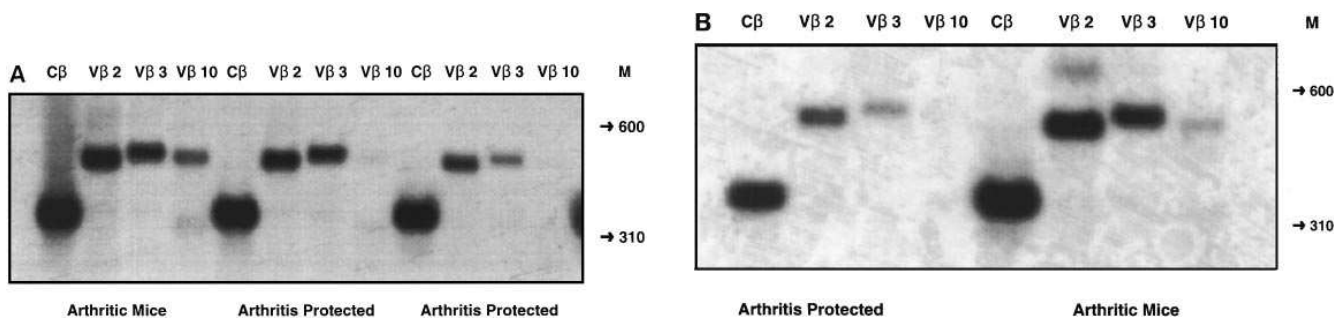 A
Cβ Vβ 2 Vβ 3 Vβ 10 Cβ Vβ 2 Vβ 3 Vβ 10 Cβ Vβ 2 Vβ 3 Vβ 10 M
→ 600
→ 310
Arthritic Mice Arthritis Protected Arthritis Protected
B
Cβ Vβ 2 Vβ 3 Vβ 10 Cβ Vβ 2 Vβ 3 Vβ 10 M
→ 600
→ 310
Arthritis Protected Arthritic Mice